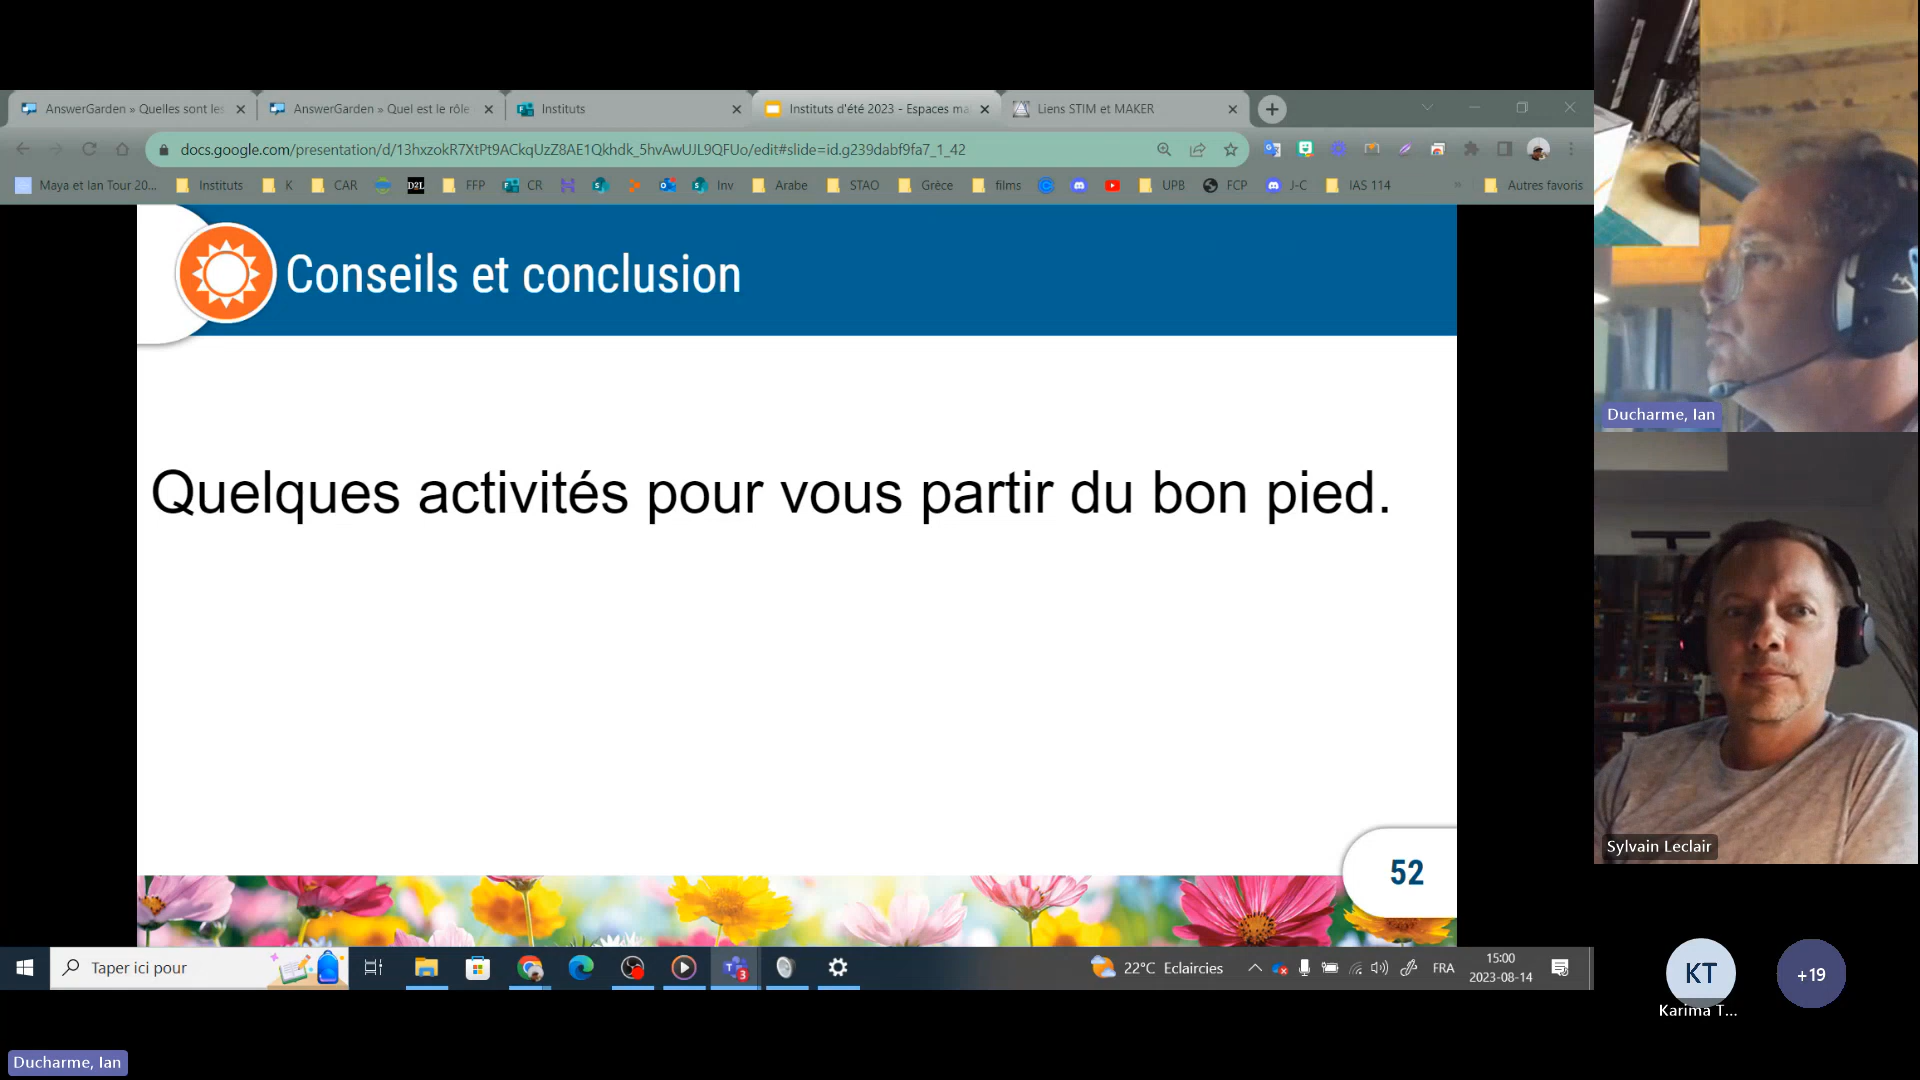 AnswerGarden » Quelles sont les
AnswerGarden » Quel est le rôle
Instituts
Instituts d'été 2023 - Espaces ma
Liens STIM et MAKER
docs.google.com/presentation/d/13hxzokR7XtPt9ACkqUzZ8AE1Qkhdk_5hvAwUJL9QFUo/edit#slide=id.g239dabf9fa7_1_42
Maya et Ian Tour 20... Instituts K CAR D2L FFP CR Inv Arabe STAO Grèce films UPB FCP J-C IAS 114 » Autres favoris
Conseils et conclusion
Quelques activités pour vous partir du bon pied.
52
Taper ici pour
3
22°C Eclaircies
FRA
15:00
2023-08-14
Ducharme, Ian
Sylvain Leclair
KT
Karima T...
+19
Ducharme, Ian